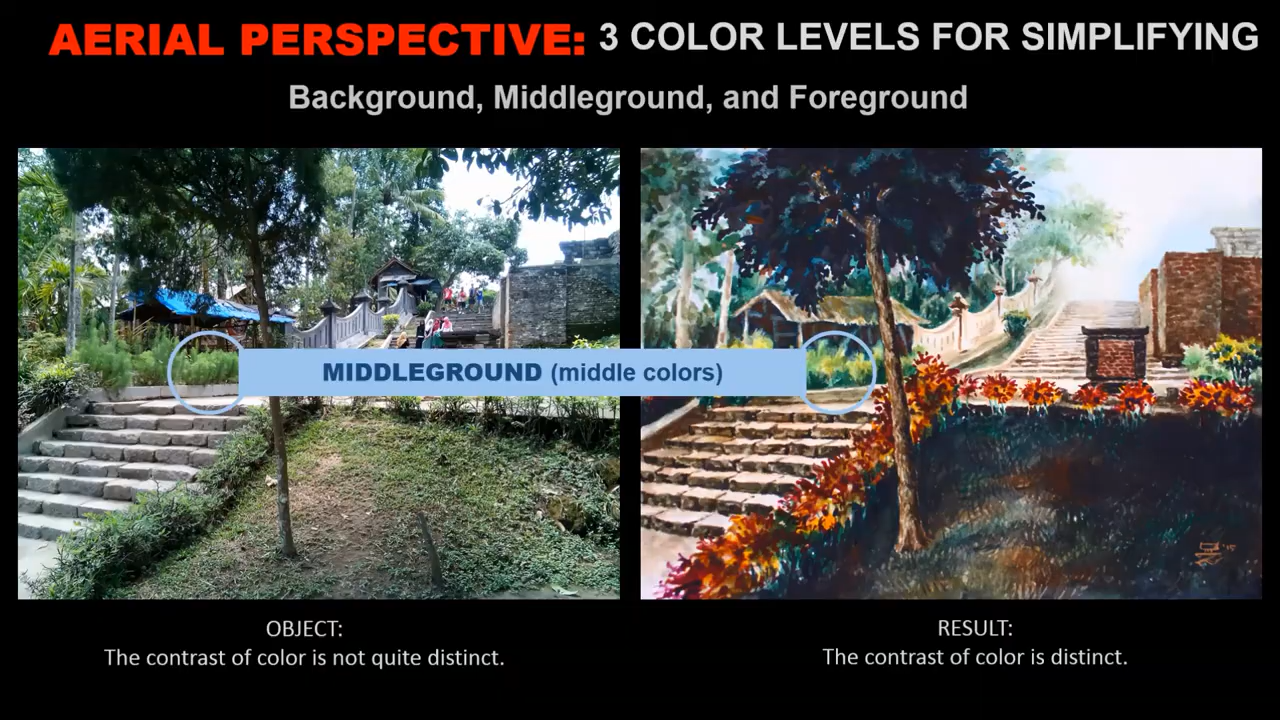 AERIAL PERSPECTIVE: 3 COLOR LEVELS FOR SIMPLIFYING
Background, Middleground, and Foreground
MIDDLEGROUND (middle colors)
OBJECT:
The contrast of color is not quite distinct.
RESULT:
The contrast of color is distinct.